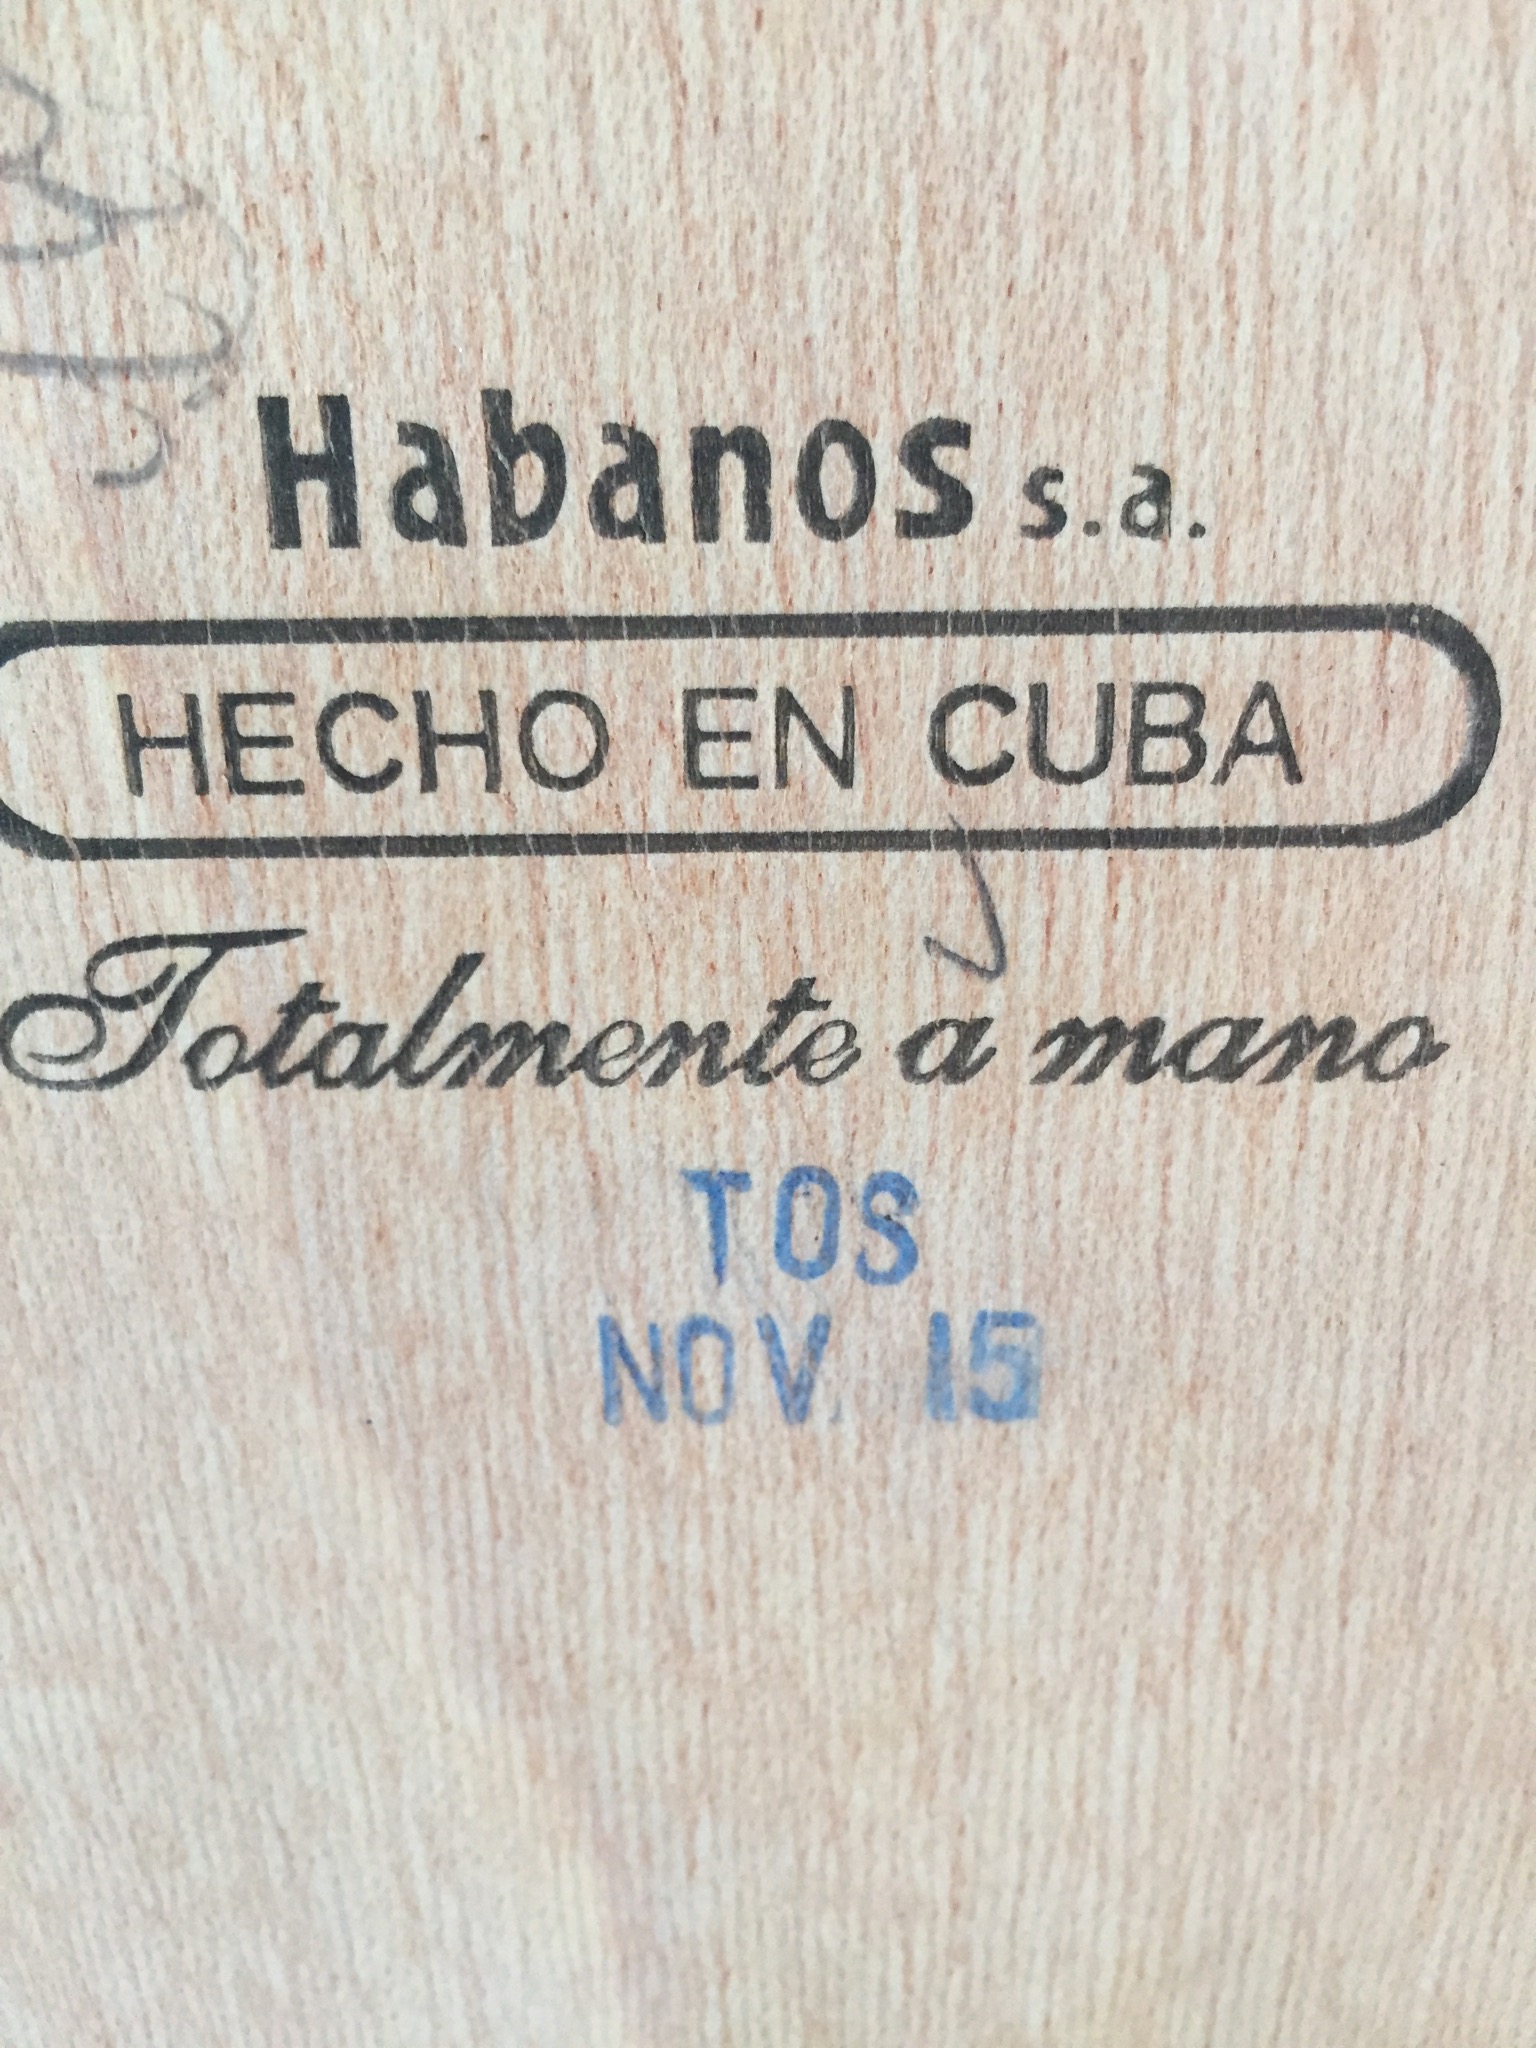 Habanos s.a.
HECHO EN CUBA
Totalmente a mano
TOS
NOV. 15